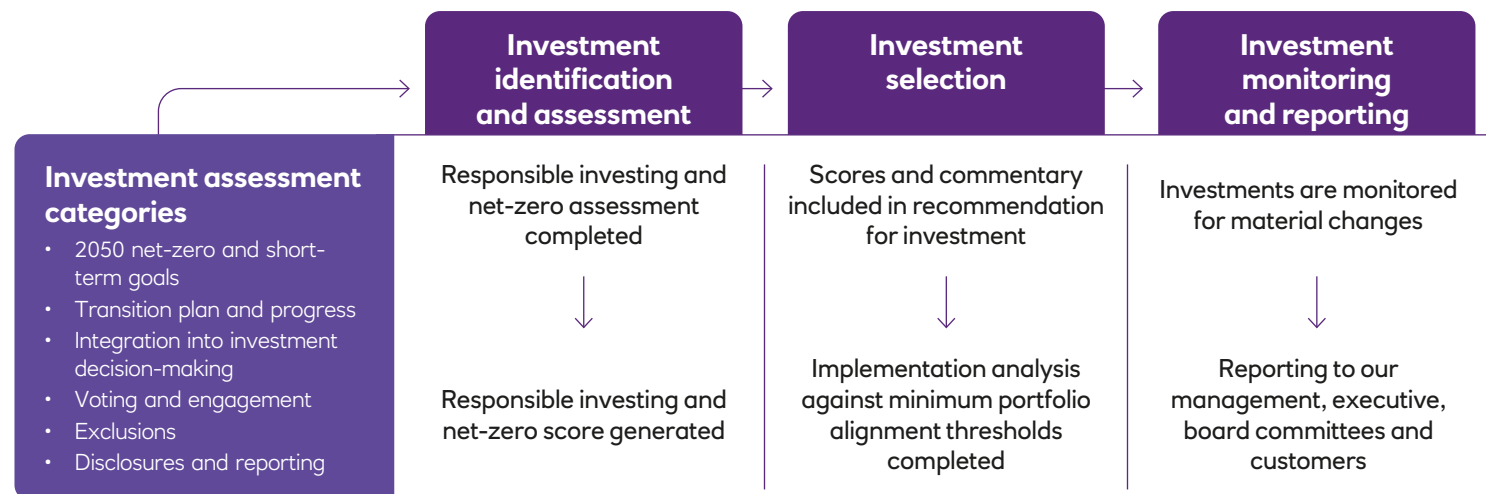 Investment assessment
categories
• 2050 net-zero and short-
term goals
• Transition plan and progress
• Integration into investment
decision-making
• Voting and engagement
• Exclusions
• Disclosures and reporting
Investment
identification
and assessment
Responsible investing and
net-zero assessment
completed
Responsible investing and
net-zero score generated
Investment
selection
Scores and commentary
included in recommendation
for investment
Implementation analysis
against minimum portfolio
alignment thresholds
completed
Investment
monitoring
and reporting
Investments are monitored
for material changes
Reporting to our
management, executive,
board committees and
customers